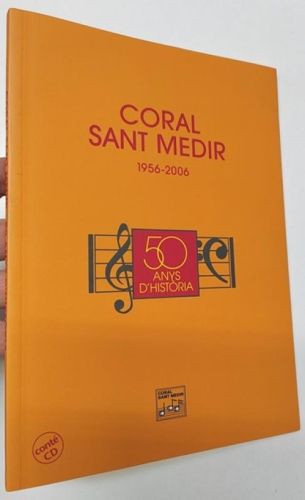 CORAL
SANT MEDIR
1956-2006
50
ANYS
D'HISTÒRIA
CORAL
SANT MEDIR
conté
CD